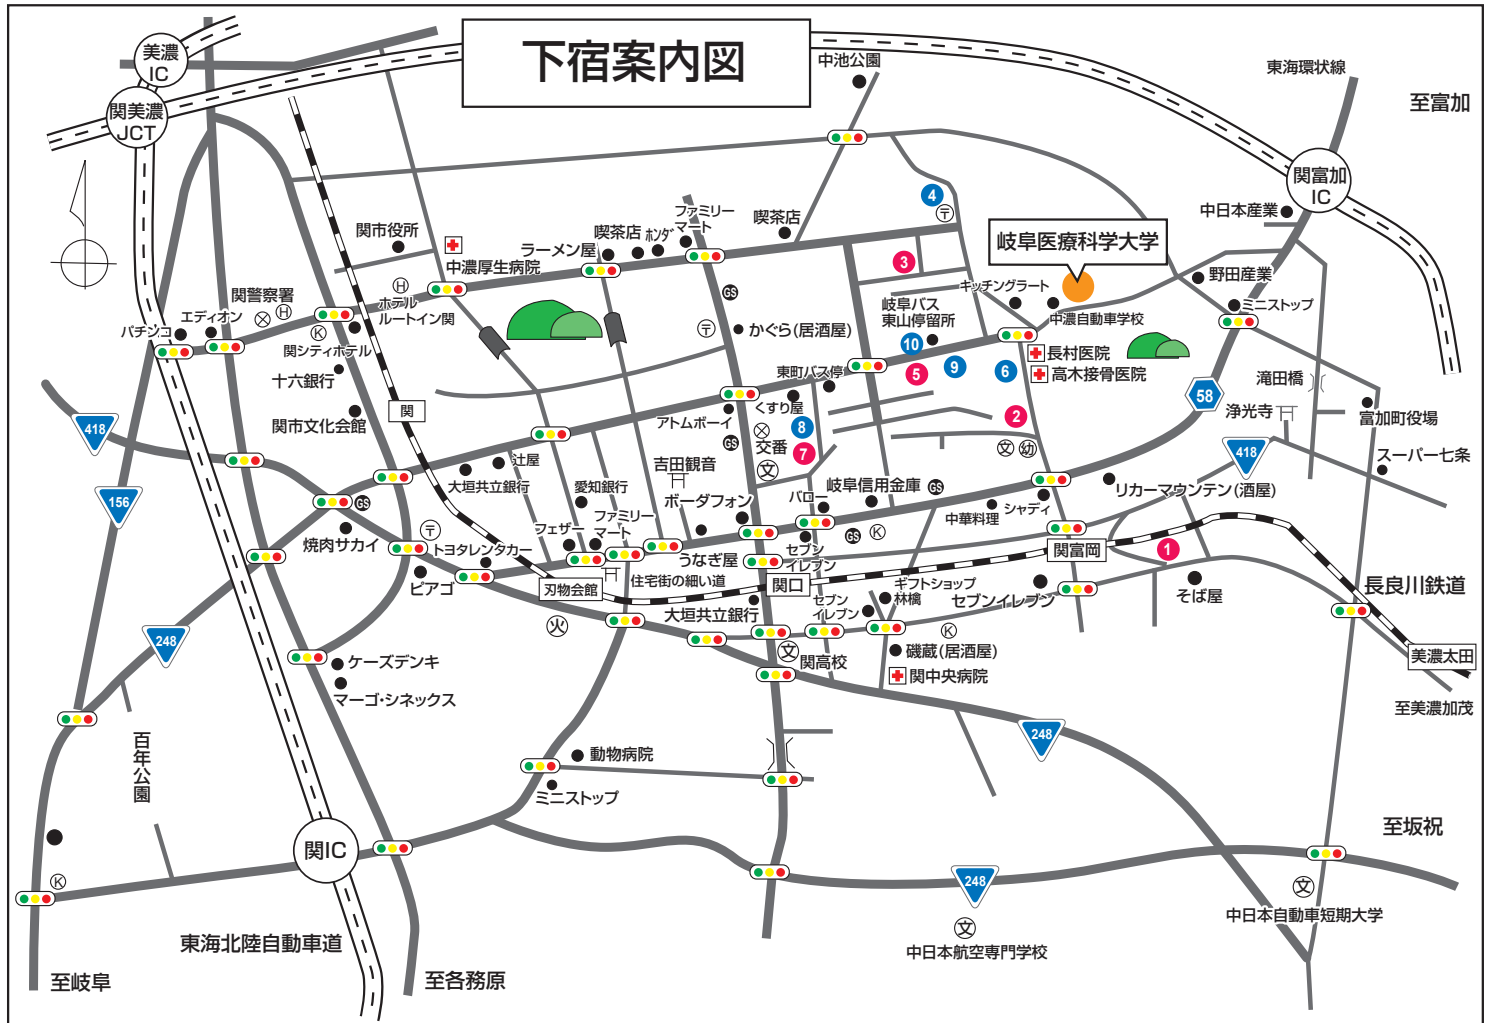 下宿案内図
美濃
IC
関美濃
JCT
中池公園
東海環状線
至富加
関富加
IC
中日本産業
4
〒
岐阜医療科学大学
関市役所
中濃厚生病院
ラーメン屋
喫茶店
ホンダ
ファミリー
マート
喫茶店
3
キッチングラート
中濃自動車学校
野田産業
ミニストップ
関警察署
H
H
ホテル
ルートイン関
エディオン
パチンコ
K
関シティホテル
GS
〒
かぐら(居酒屋)
岐阜バス
東山停留所
10
9
5
6
長村医院
高木接骨医院
滝田橋
浄光寺
富加町役場
スーパー七条
58
418
十六銀行
関市文化会館
関
東町バス停
くすり屋
アトムボーイ
GS
交番
文
8
7
2
文
幼
418
156
辻屋
大垣共立銀行
愛知銀行
吉田観音
ボーダフォン
バロー
岐阜信用金庫
GS
中華料理
シャディ
リカーマウンテン(酒屋)
GS
焼肉サカイ
〒
トヨタレンタカー
ピアゴ
フェザー
ファミリー
マート
うなぎ屋
セブン
イレブン
GS
K
関富岡
1
刃物会館
住宅街の細い道
関口
大垣共立銀行
セブン
イレブン
ギフトショップ
林檎
セブンイレブン
そば屋
長良川鉄道
火
文
関高校
K
磯蔵(居酒屋)
関中央病院
美濃太田
至美濃加茂
248
ケーズデンキ
マーゴ・シネックス
百年公園
動物病院
ミニストップ
248
関IC
K
至坂祝
248
文
中日本自動車短期大学
文
中日本航空専門学校
東海北陸自動車道
至岐阜
至各務原